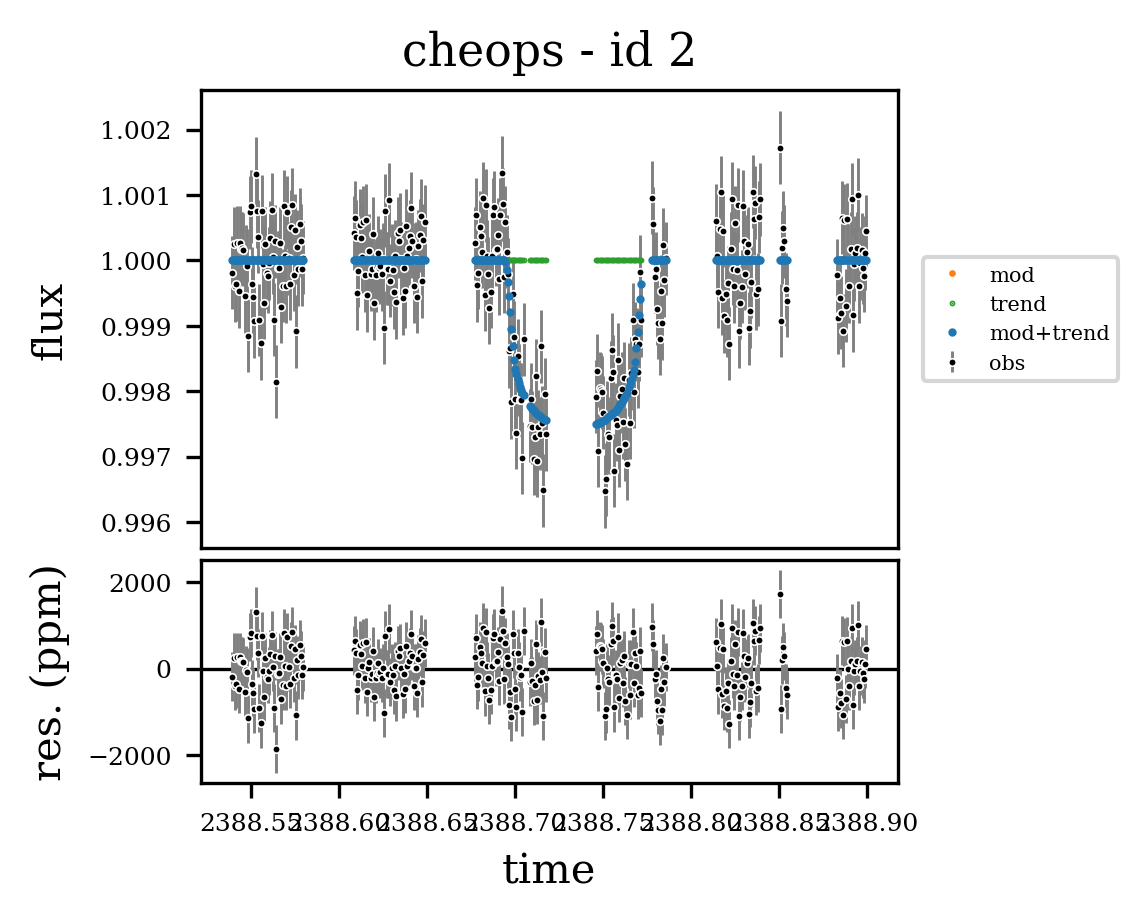 cheops - id 2
flux
1.002
1.001
1.000
0.999
0.998
0.997
0.996
mod
trend
mod+trend
obs
res. (ppm)
2000
0
−2000
2388.55 2388.60 2388.65 2388.70 2388.75 2388.80 2388.85 2388.90
time